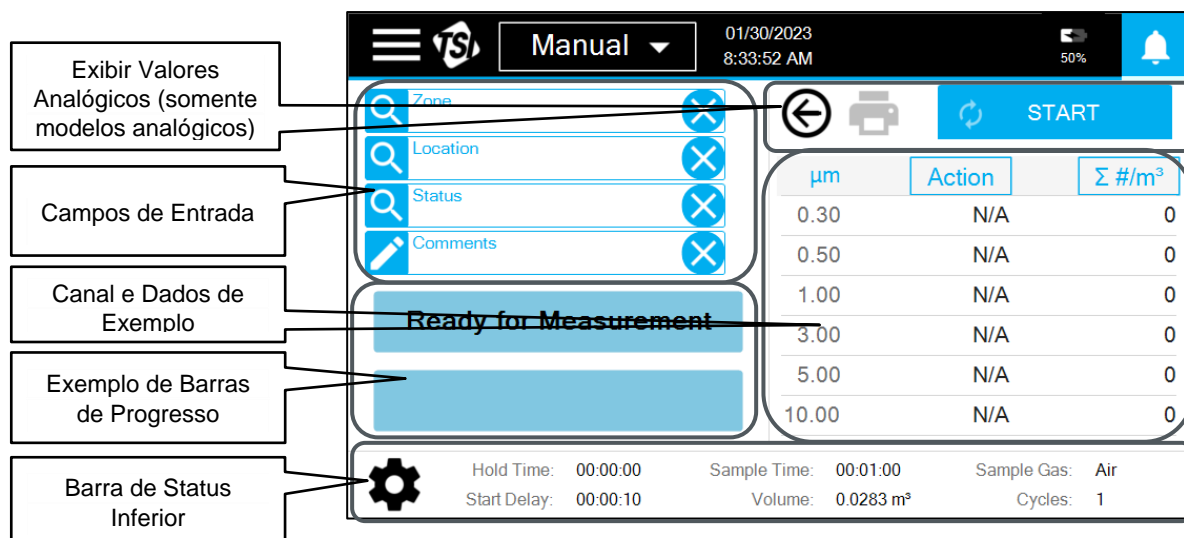 Exibir Valores
Analógicos (somente
modelos analógicos)
Campos de Entrada
Canal e Dados de
Exemplo
Exemplo de Barras
de Progresso
Barra de Status
Inferior
TSI Manual 01/30/2023
8:33:52 AM 50%
Zone
Location
Status
Comments
Ready for Measurement
START
µm Action Σ #/m³
0.30 N/A 0
0.50 N/A 0
1.00 N/A 0
3.00 N/A 0
5.00 N/A 0
10.00 N/A 0
Hold Time: 00:00:00 Sample Time: 00:01:00 Sample Gas: Air
Start Delay: 00:00:10 Volume: 0.0283 m³ Cycles: 1